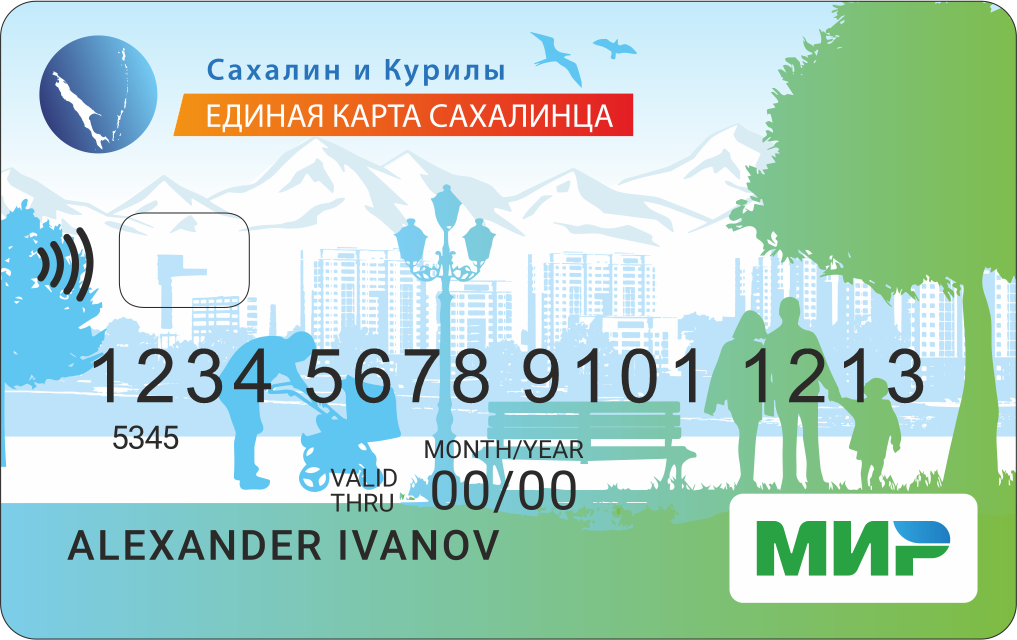 Сахалин и Курилы
ЕДИНАЯ КАРТА САХАЛИНЦА
1234 5678 9101 1213
5345
MONTH/YEAR
VALID
THRU
00/00
ALEXANDER IVANOV
МИР